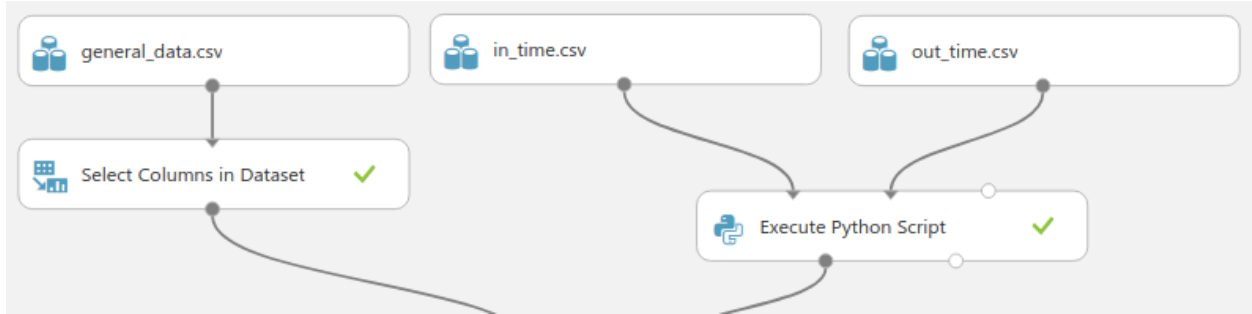 general_data.csv
in_time.csv
out_time.csv
Select Columns in Dataset
Execute Python Script